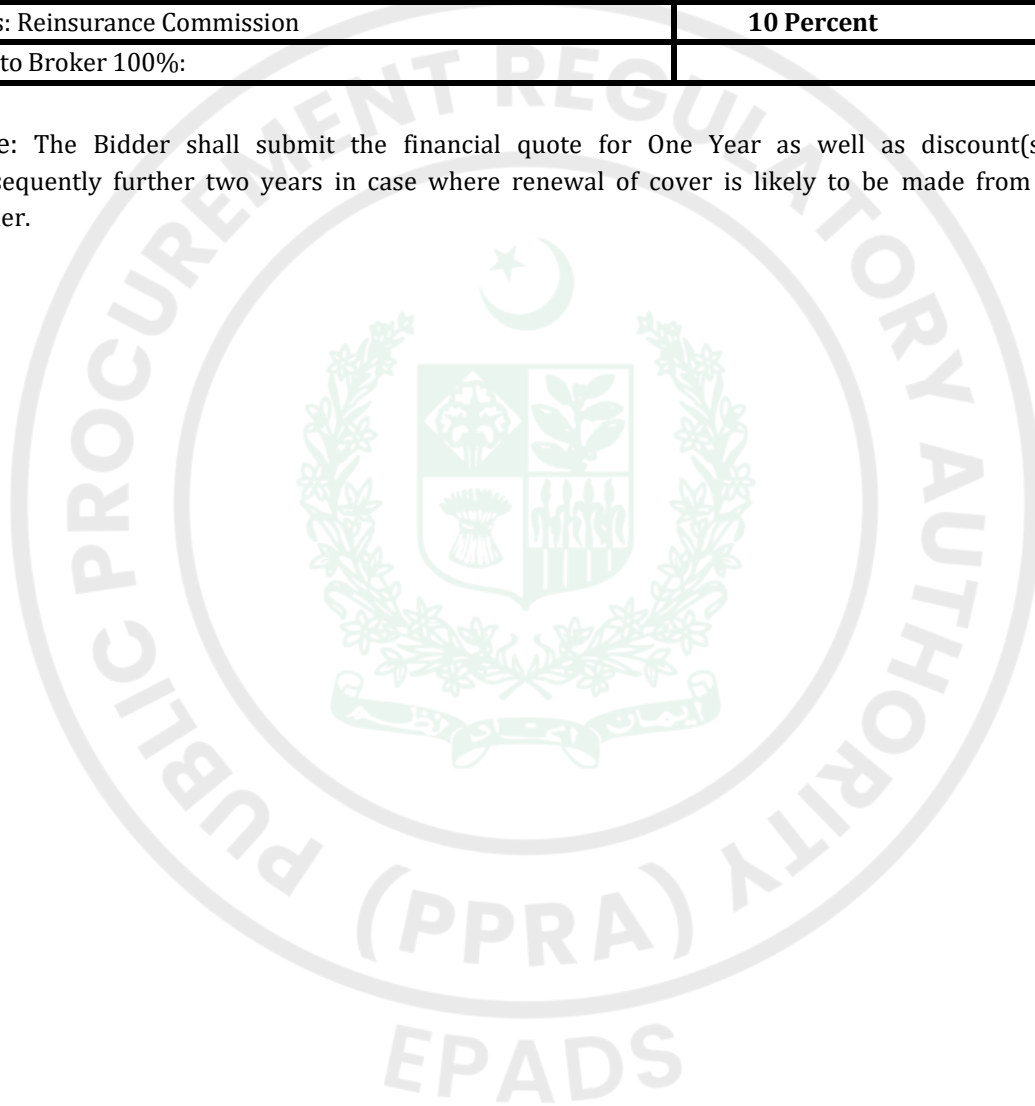 s: Reinsurance Commission 10 Percent
to Broker 100%:
e: The Bidder shall submit the financial quote for One Year as well as discount(s
sequently further two years in case where renewal of cover is likely to be made from
er.
PUBLIC PROCUREMENT REGULATORY AUTHORITY
(PPRA)
EPADS